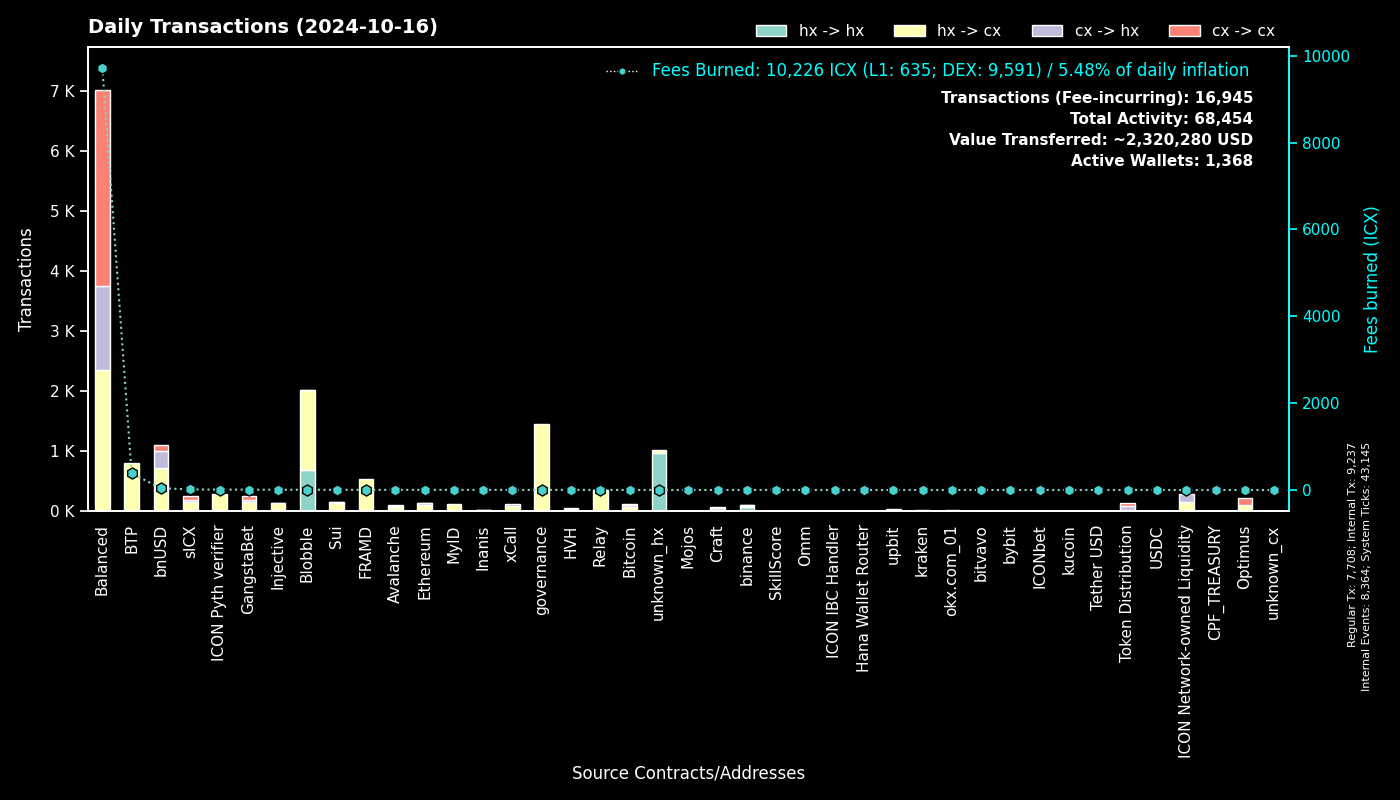 Daily Transactions (2024-10-16)
hx -> hx
hx -> cx
cx -> hx
cx -> cx
Fees Burned: 10,226 ICX (L1: 635; DEX: 9,591) / 5.48% of daily inflation
Transactions (Fee-incurring): 16,945
Total Activity: 68,454
Value Transferred: ~2,320,280 USD
Active Wallets: 1,368
Transactions
7 K
6 K
5 K
4 K
3 K
2 K
1 K
0 K
10000
8000
6000
4000
2000
0
Fees burned (ICX)
Regular Tx: 7,708; Internal Tx: 9,237
Internal Events: 8,364; System Ticks: 43,145
Balanced
BTP
bnUSD
sICX
ICON Pyth verifier
GangstaBet
Injective
Blobble
Sui
FRAMD
Avalanche
Ethereum
MyID
Inanis
xCall
governance
HVH
Relay
Bitcoin
unknown_hx
Mojos
Craft
binance
SkillScore
Omm
ICON IBC Handler
Hana Wallet Router
upbit
kraken
okx.com_01
bitvavo
bybit
ICONbet
kucoin
Tether USD
Token Distribution
USDC
ICON Network-owned Liquidity
CPF_TREASURY
Optimus
unknown_cx
Source Contracts/Addresses